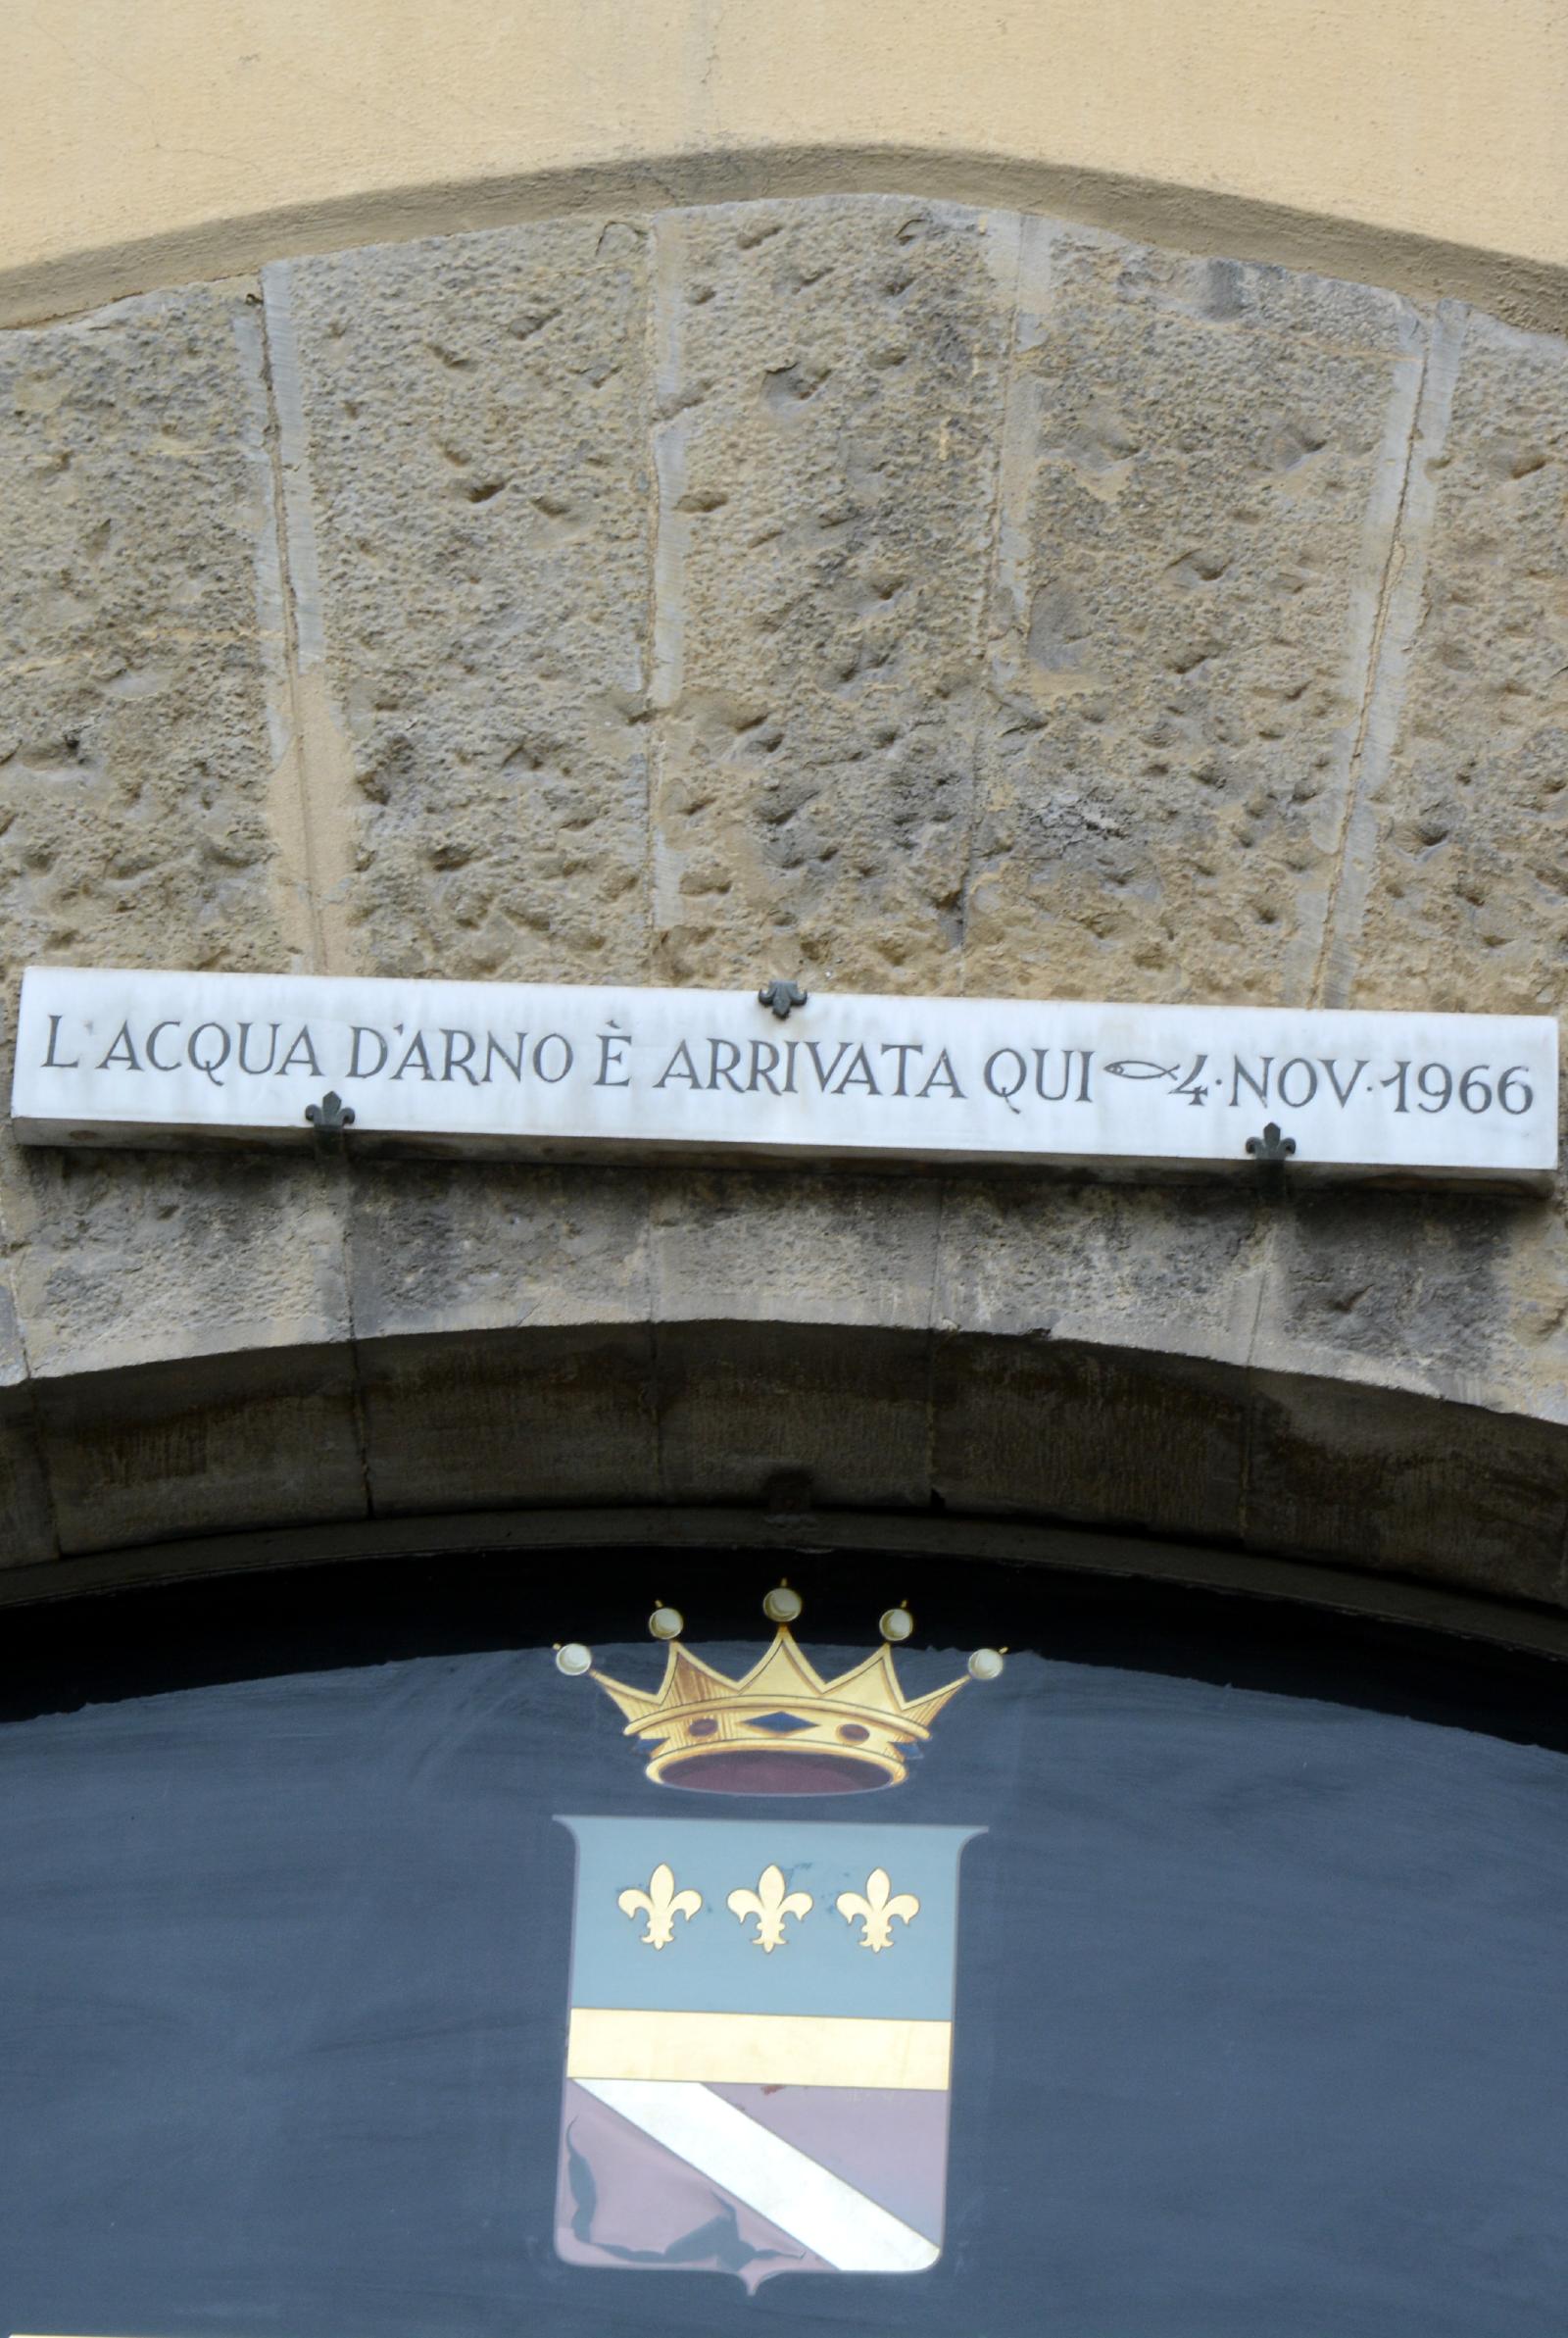 L'ACQUA D'ARNO È ARRIVATA QUI 4·NOV·1966